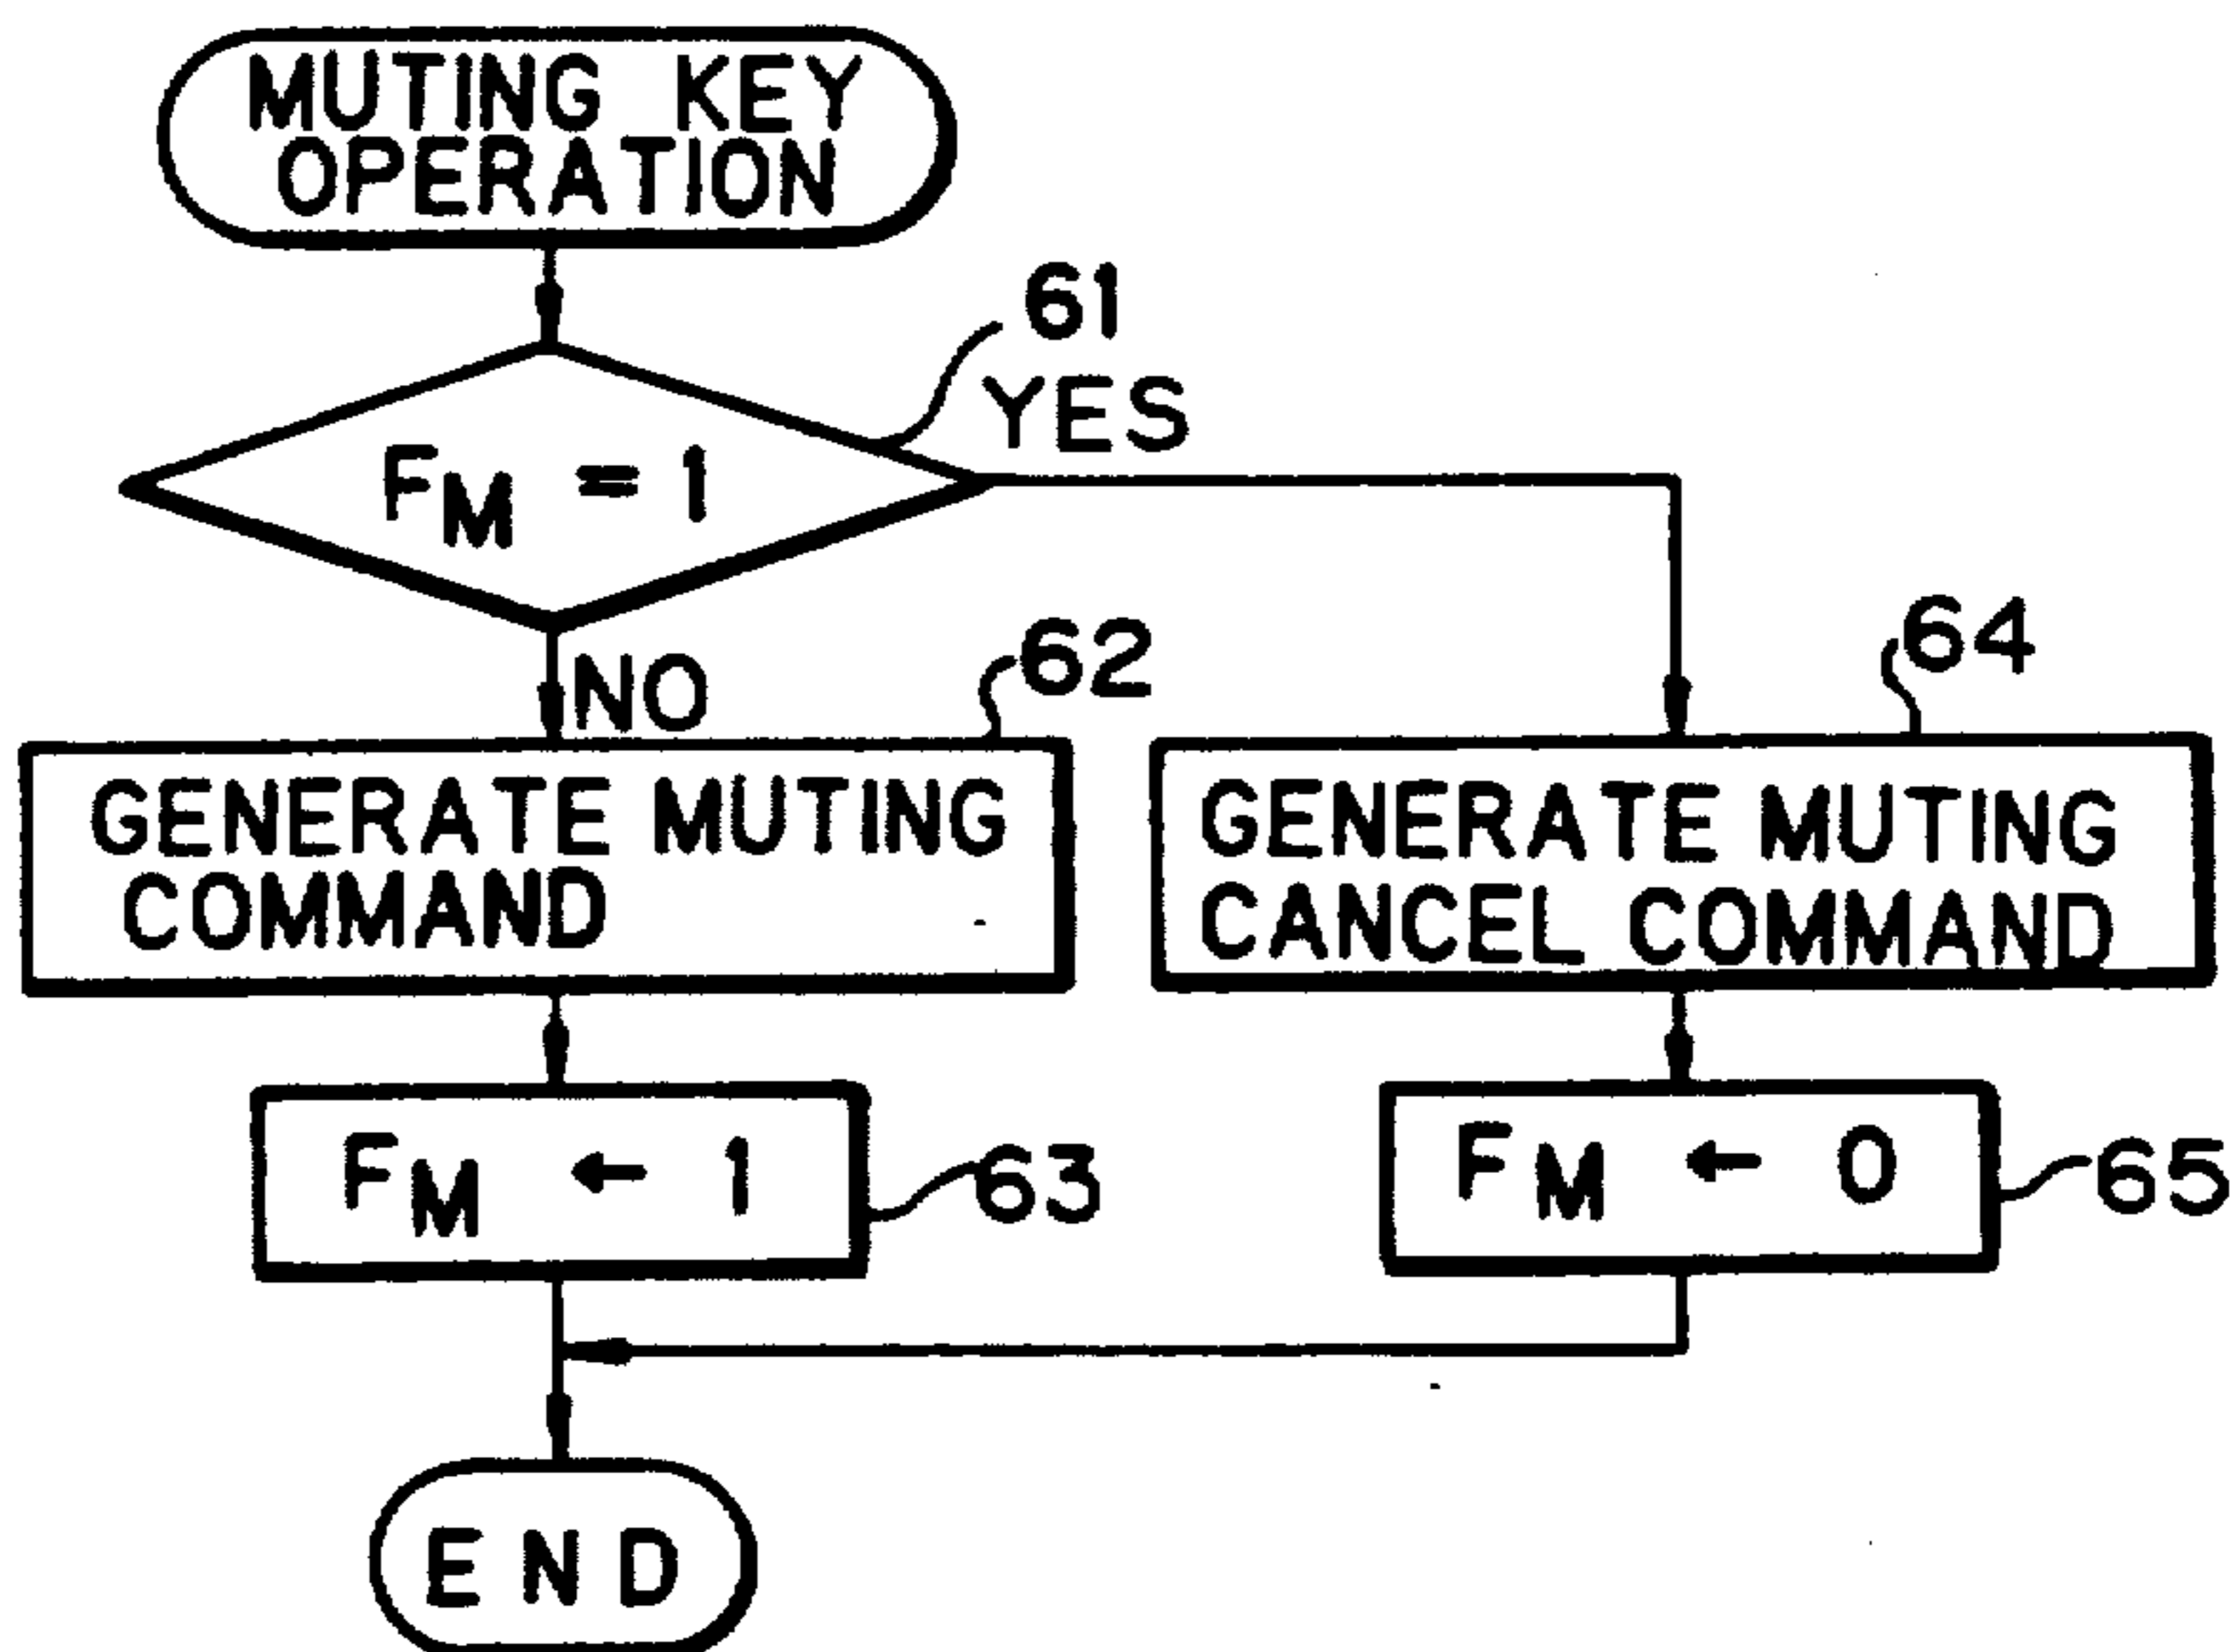 MUTING KEY
OPERATION
61
YES
FM = 1
NO
62
64
GENERATE MUTING
COMMAND
GENERATE MUTING
CANCEL COMMAND
FM ← 1
63
FM ← 0
65
END